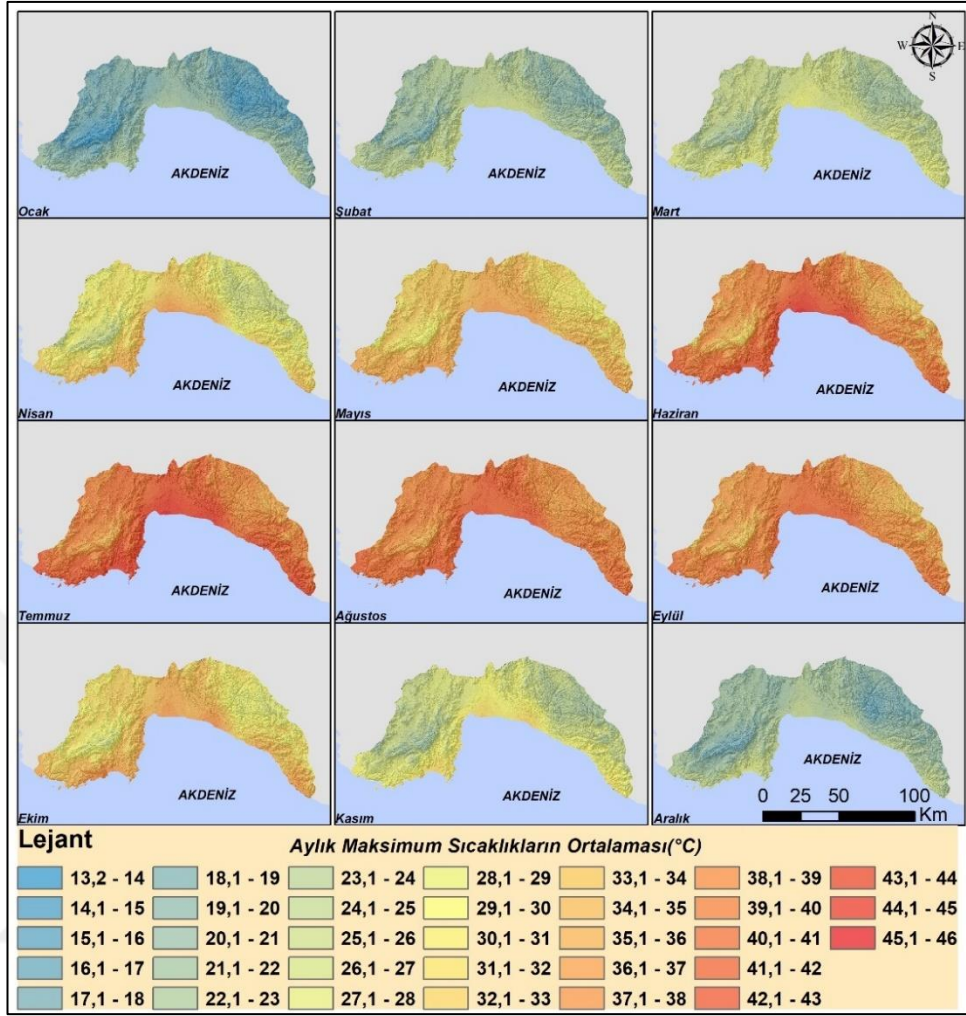 N
W E
S
AKDENİZ AKDENİZ AKDENİZ
Ocak Şubat Mart
AKDENİZ AKDENİZ AKDENİZ
Nisan Mayıs Haziran
AKDENİZ AKDENİZ AKDENİZ
Temmuz Ağustos Eylül
AKDENİZ AKDENİZ AKDENİZ
0 25 50 100
Km
Ekim Kasım Aralık
Lejant Aylık Maksimum Sıcaklıkların Ortalaması(°C)
13,2 - 14 18,1 - 19 23,1 - 24 28,1 - 29 33,1 - 34 38,1 - 39 43,1 - 44
14,1 - 15 19,1 - 20 24,1 - 25 29,1 - 30 34,1 - 35 39,1 - 40 44,1 - 45
15,1 - 16 20,1 - 21 25,1 - 26 30,1 - 31 35,1 - 36 40,1 - 41 45,1 - 46
16,1 - 17 21,1 - 22 26,1 - 27 31,1 - 32 36,1 - 37 41,1 - 42
17,1 - 18 22,1 - 23 27,1 - 28 32,1 - 33 37,1 - 38 42,1 - 43